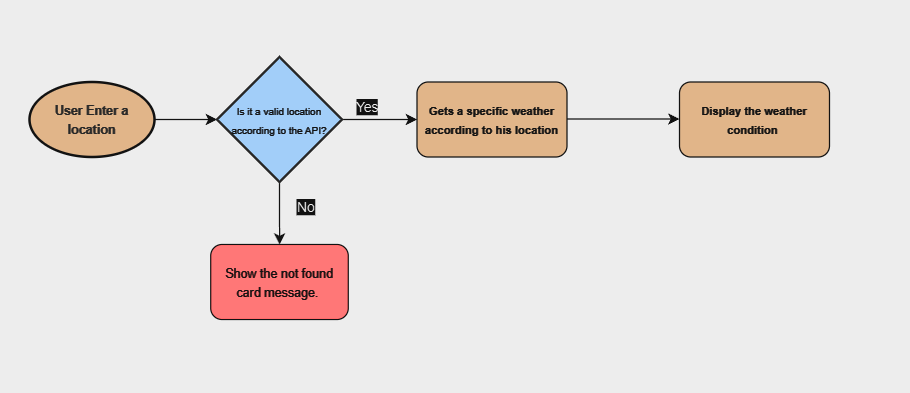 User Enter a
location
Is it a valid location
according to the API?
Yes
Gets a specific weather
according to his location
Display the weather
condition
No
Show the not found
card message.